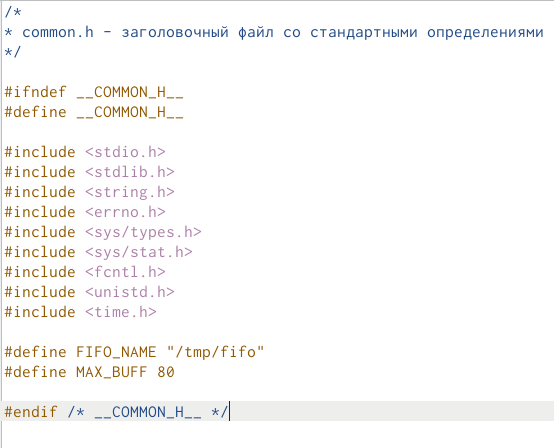 /*
* common.h – заголовочный файл со стандартными определениями
*/
#ifndef __COMMON_H__
#define __COMMON_H__
#include <stdio.h>
#include <stdlib.h>
#include <string.h>
#include <errno.h>
#include <sys/types.h>
#include <sys/stat.h>
#include <fcntl.h>
#include <unistd.h>
#include <time.h>
#define FIFO_NAME "/tmp/fifo"
#define MAX_BUFF 80
#endif /* __COMMON_H__ */